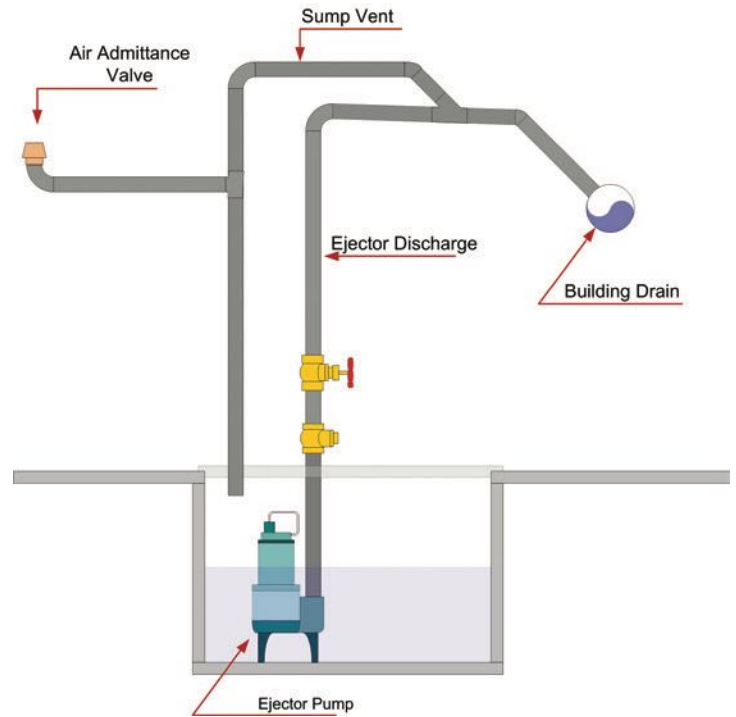 Sump Vent
Air Admittance
Valve
Ejector Discharge
Building Drain
Ejector Pump